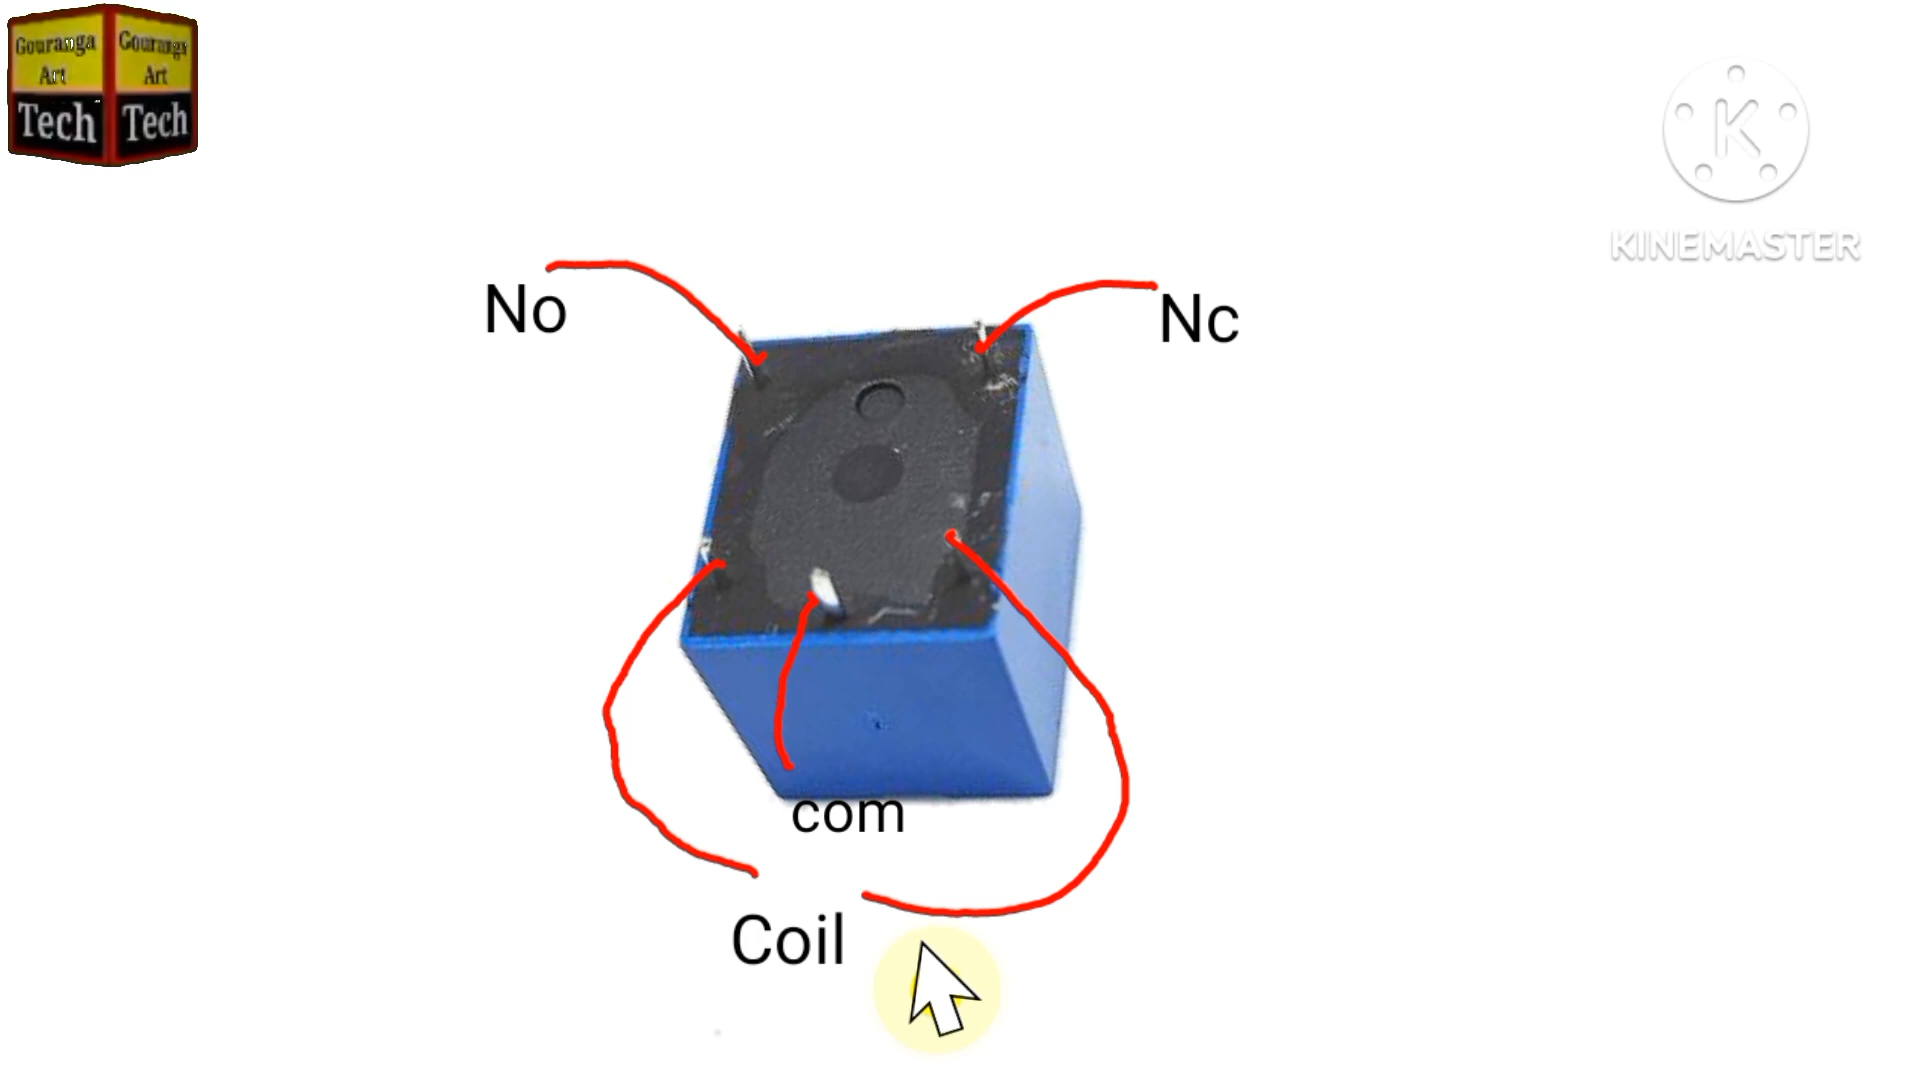 Gouranga Gouranga
Art Art
Tech Tech
K
KINEMASTER
No
Nc
com
Coil